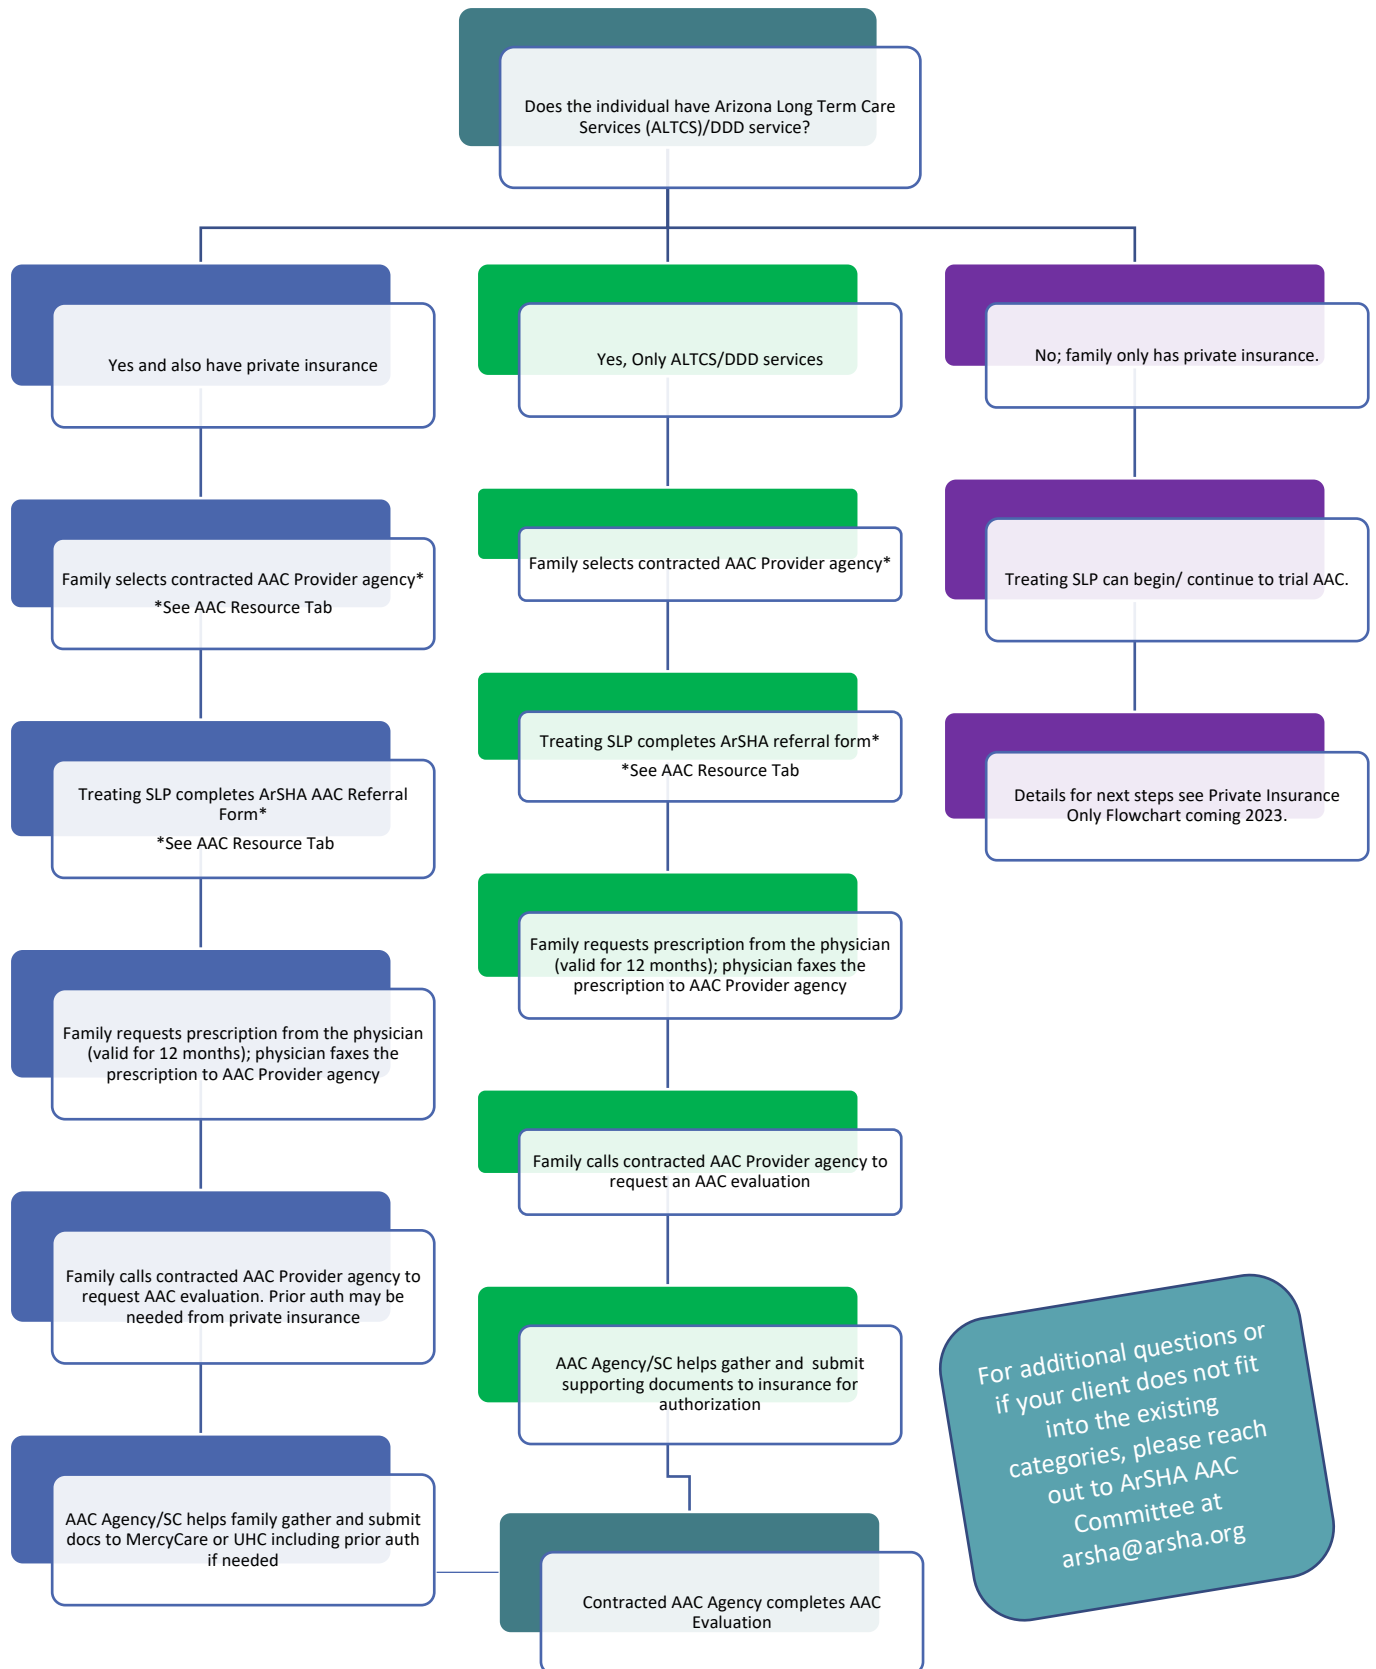 Does the individual have Arizona Long Term Care
Services (ALTCS)/DDD service?
Yes and also have private insurance
Family selects contracted AAC Provider agency*
*See AAC Resource Tab
Treating SLP completes ArSHA AAC Referral
Form*
*See AAC Resource Tab
Family requests prescription from the physician
(valid for 12 months); physician faxes the
prescription to AAC Provider agency
Family calls contracted AAC Provider agency to
request AAC evaluation. Prior auth may be
needed from private insurance
AAC Agency/SC helps family gather and submit
docs to MercyCare or UHC including prior auth
if needed
Yes, Only ALTCS/DDD services
Family selects contracted AAC Provider agency*
Treating SLP completes ArSHA referral form*
*See AAC Resource Tab
Family requests prescription from the physician
(valid for 12 months); physician faxes the
prescription to AAC Provider agency
Family calls contracted AAC Provider agency to
request an AAC evaluation
AAC Agency/SC helps gather and submit
supporting documents to insurance for
authorization
Contracted AAC Agency completes AAC
Evaluation
No; family only has private insurance.
Treating SLP can begin/ continue to trial AAC.
Details for next steps see Private Insurance
Only Flowchart coming 2023.
For additional questions or
if your client does not fit
into the existing
categories, please reach
out to ArSHA AAC
Committee at
arsha@arsha.org